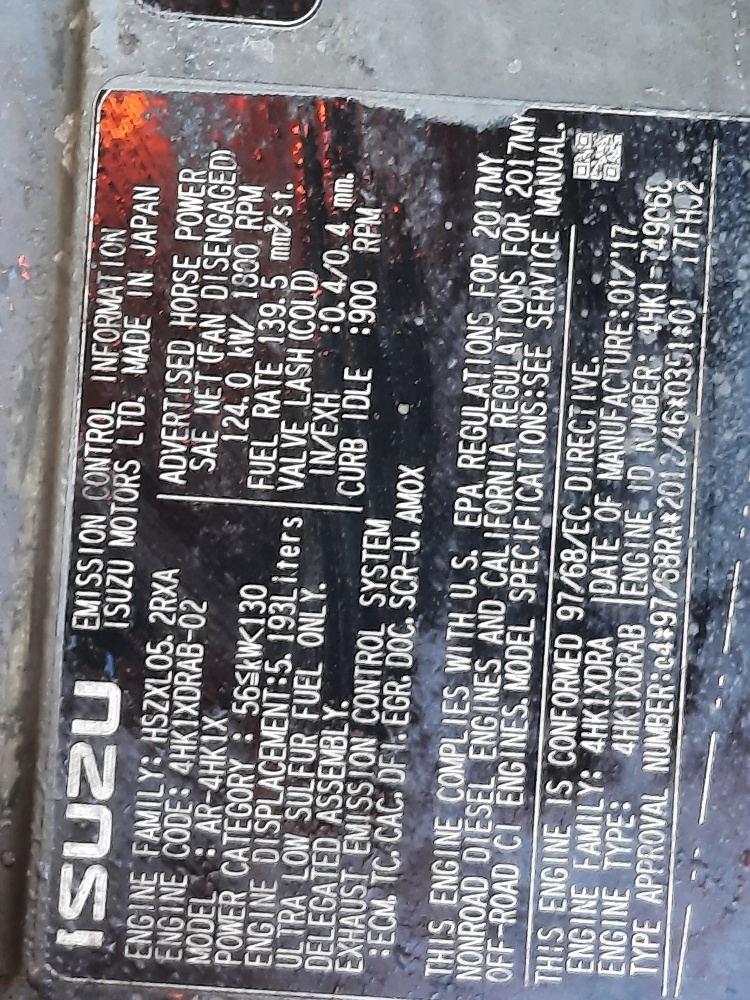 ISUZU
EMISSION CONTROL INFORMATION
ISUZU MOTORS LTD. MADE IN JAPAN
ENGINE FAMILY: HSZXL05.2RXA
ENGINE CODE: 4HK1XDRAB-02
MODEL : AR-4HK1X
POWER CATEGORY : 56≦kW<130
ENGINE DISPLACEMENT:5.193Liters
ULTRA LOW SULFUR FUEL ONLY.
DELEGATED ASSEMBLY.
EXHAUST EMISSION CONTROL SYSTEM
:ECM, TC, CAC, DFI, EGR, DOC, SCR-U, AMOX
ADVERTISED HORSE POWER
SAE NET(FAN DISENGAGED)
124.0 kW/ 1800 RPM
FUEL RATE 139.5 mm³/st.
VALVE LASH(COLD)
IN/EXH :0.4/0.4 mm.
CURB IDLE :900 RPM
THIS ENGINE COMPLIES WITH U.S. EPA REGULATIONS FOR 2017MY
NONROAD DIESEL ENGINES AND CALIFORNIA REGULATIONS FOR 2017MY
OFF-ROAD CI ENGINES. MODEL SPECIFICATIONS:SEE SERVICE MANUAL.
THIS ENGINE IS CONFORMED 97/68/EC DIRECTIVE.
ENGINE FAMILY: 4HK1XDRA DATE OF MANUFACTURE:01/'17
ENGINE TYPE: 4HK1XDRAB ENGINE ID NUMBER:
TYPE APPROVAL NUMBER:e4*97/68RA*2012/46*0351*01 17FHJ2